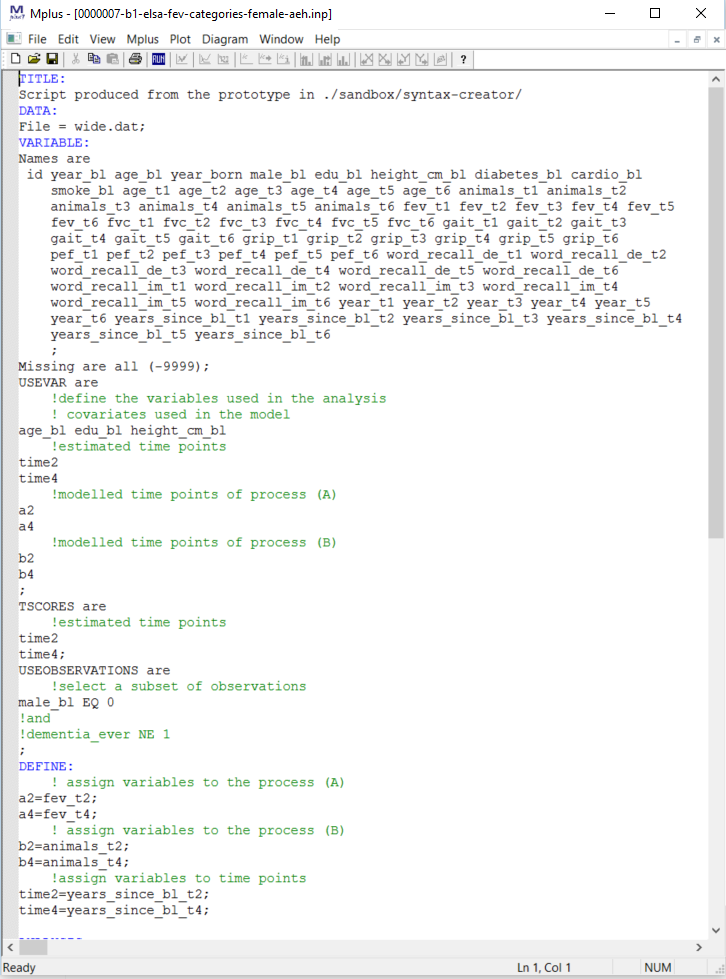 Mplus - [0000007-b1-elsa-fev-categories-female-aeh.inp]
File Edit View Mplus Plot Diagram Window Help
RUN ?
TITLE:
Script produced from the prototype in ./sandbox/syntax-creator/
DATA:
File = wide.dat;
VARIABLE:
Names are
id year_bl age_bl year_born male_bl edu_bl height_cm_bl diabetes_bl cardio_bl
smoke_bl age_t1 age_t2 age_t3 age_t4 age_t5 age_t6 animals_t1 animals_t2
animals_t3 animals_t4 animals_t5 animals_t6 fev_t1 fev_t2 fev_t3 fev_t4 fev_t5
fev_t6 fvc_t1 fvc_t2 fvc_t3 fvc_t4 fvc_t5 fvc_t6 gait_t1 gait_t2 gait_t3
gait_t4 gait_t5 gait_t6 grip_t1 grip_t2 grip_t3 grip_t4 grip_t5 grip_t6
pef_t1 pef_t2 pef_t3 pef_t4 pef_t5 pef_t6 word_recall_de_t1 word_recall_de_t2
word_recall_de_t3 word_recall_de_t4 word_recall_de_t5 word_recall_de_t6
word_recall_im_t1 word_recall_im_t2 word_recall_im_t3 word_recall_im_t4
word_recall_im_t5 word_recall_im_t6 year_t1 year_t2 year_t3 year_t4 year_t5
year_t6 years_since_bl_t1 years_since_bl_t2 years_since_bl_t3 years_since_bl_t4
years_since_bl_t5 years_since_bl_t6
;
Missing are all (-9999);
USEVAR are
!define the variables used in the analysis
! covariates used in the model
age_bl edu_bl height_cm_bl
!estimated time points
time2
time4
!modelled time points of process (A)
a2
a4
!modelled time points of process (B)
b2
b4
;
TSCORES are
!estimated time points
time2
time4;
USEOBSERVATIONS are
!select a subset of observations
male_bl EQ 0
!and
!dementia_ever NE 1
;
DEFINE:
! assign variables to the process (A)
a2=fev_t2;
a4=fev_t4;
! assign variables to the process (B)
b2=animals_t2;
b4=animals_t4;
!assign variables to time points
time2=years_since_bl_t2;
time4=years_since_bl_t4;
Ready Ln 1, Col 1 NUM